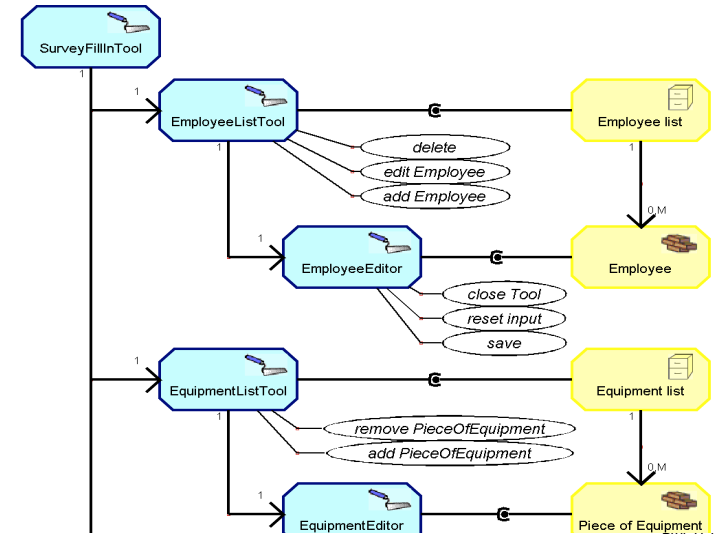 SurveyFillInTool
1
1
EmployeeListTool
Employee list
1
1
delete
edit Employee
add Employee
0,M
1
EmployeeEditor
Employee
close Tool
reset input
save
1
EquipmentListTool
Equipment list
1
1
remove PieceOfEquipment
add PieceOfEquipment
0,M
1
EquipmentEditor
Piece of Equipment